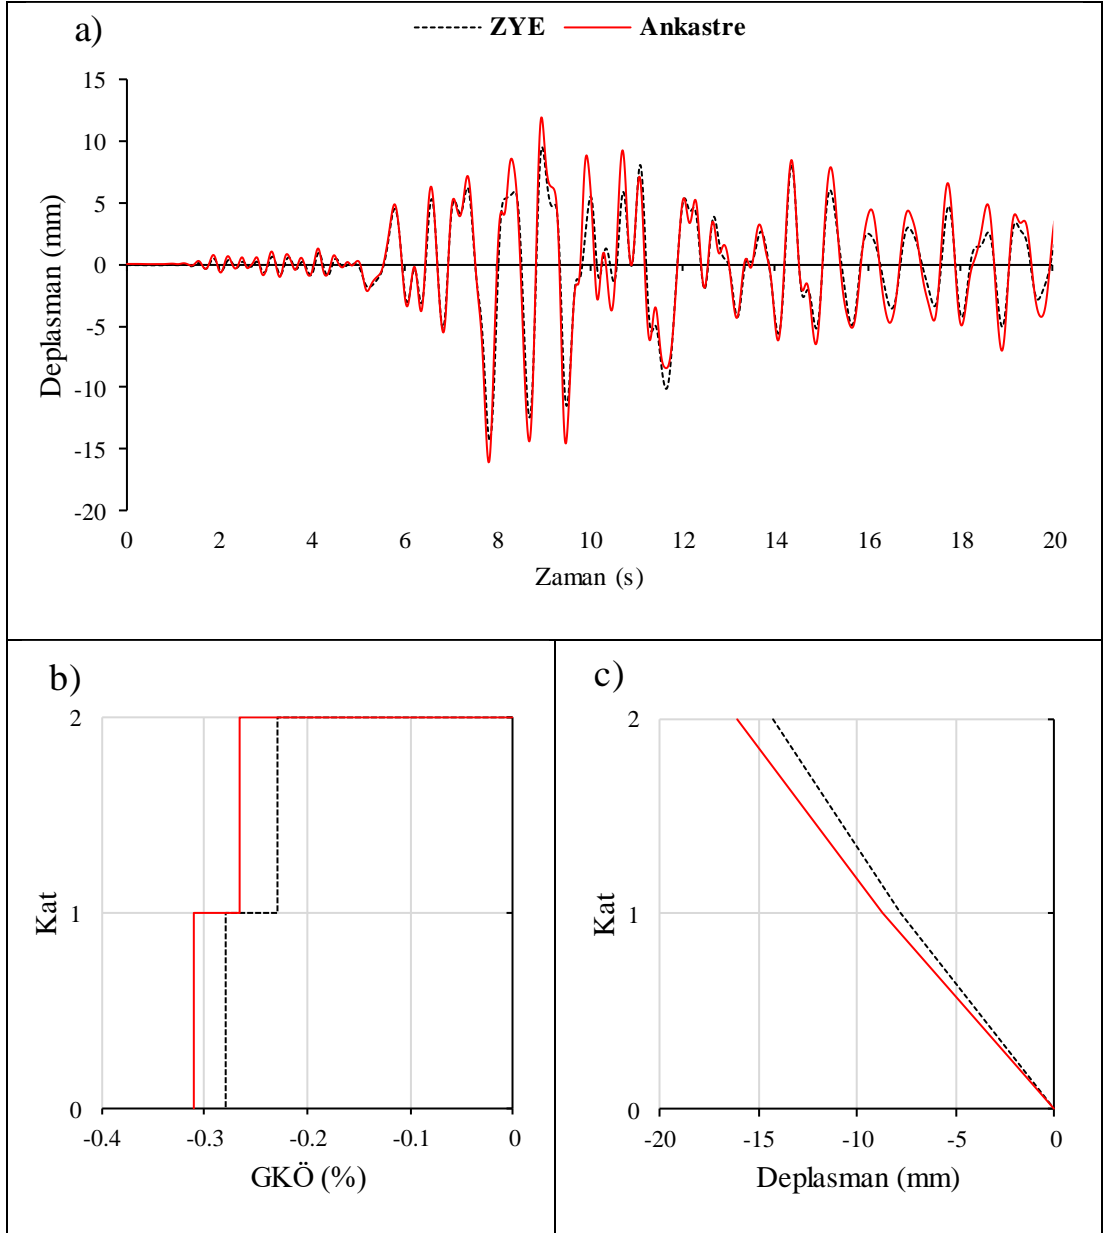 a)
ZYE Ankastre
15
10
5
0
-5
-10
-15
-20
Deplasman (mm)
0 2 4 6 8 10 12 14 16 18 20
Zaman (s)
b)
2
1
0
Kat
-0.4 -0.3 -0.2 -0.1 0
GKÖ (%)
c)
2
1
0
Kat
-20 -15 -10 -5 0
Deplasman (mm)